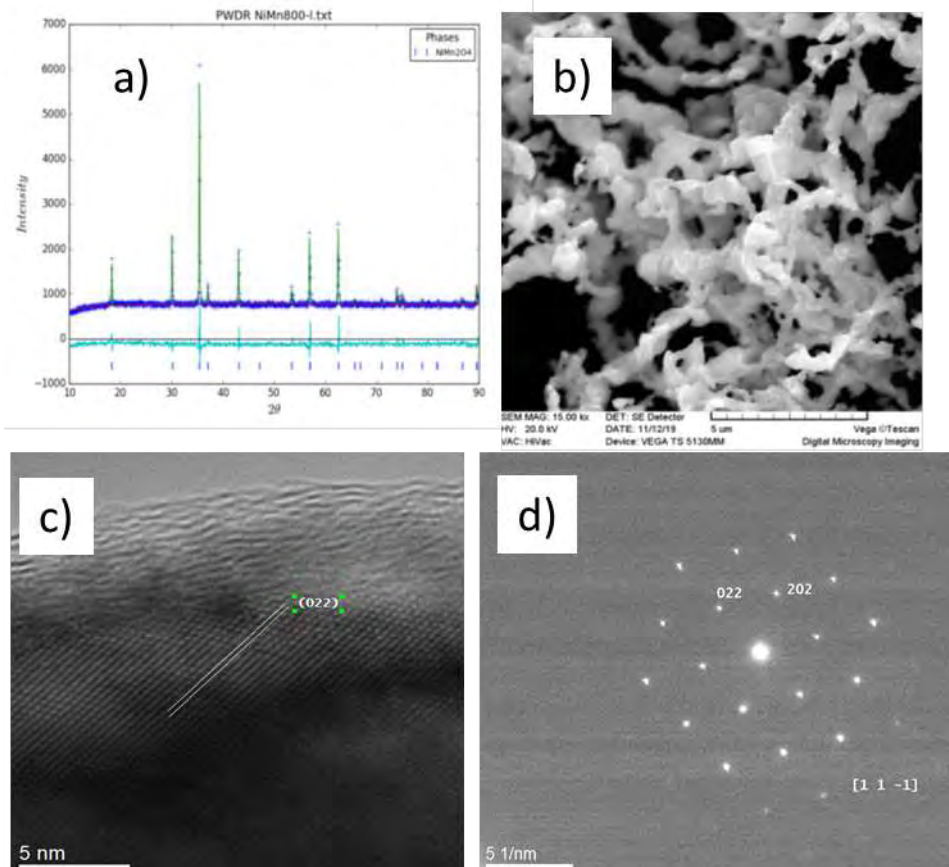 PWDR NiMn800-I.txt
a)
Phases
NiMn2O4
Intensity
7000
6000
5000
4000
3000
2000
1000
0
−1000
10 20 30 40 50 60 70 80 90
2θ
b)
SEM MAG: 15.00 kx DET: SE Detector
HV: 20.0 kV DATE: 11/12/19 5 um Vega ©Tescan
VAC: HiVac Device: VEGA TS 5130MM Digital Microscopy Imaging
c)
(022)
5 nm
d)
022 202
[1 1 -1]
5 1/nm